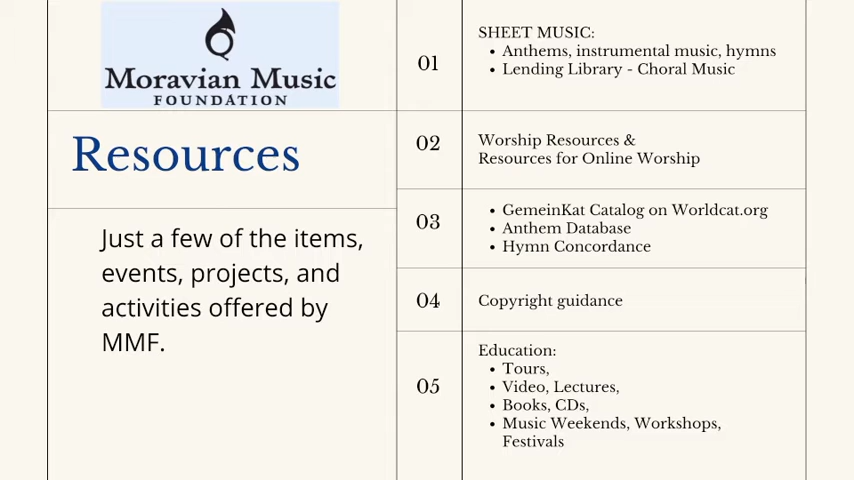 Moravian Music
FOUNDATION
Resources
Just a few of the items,
events, projects, and
activities offered by
MMF.
01
SHEET MUSIC:
• Anthems, instrumental music, hymns
• Lending Library - Choral Music
02
Worship Resources &
Resources for Online Worship
03
• GemeinKat Catalog on Worldcat.org
• Anthem Database
• Hymn Concordance
04
Copyright guidance
05
Education:
• Tours,
• Video, Lectures,
• Books, CDs,
• Music Weekends, Workshops,
Festivals